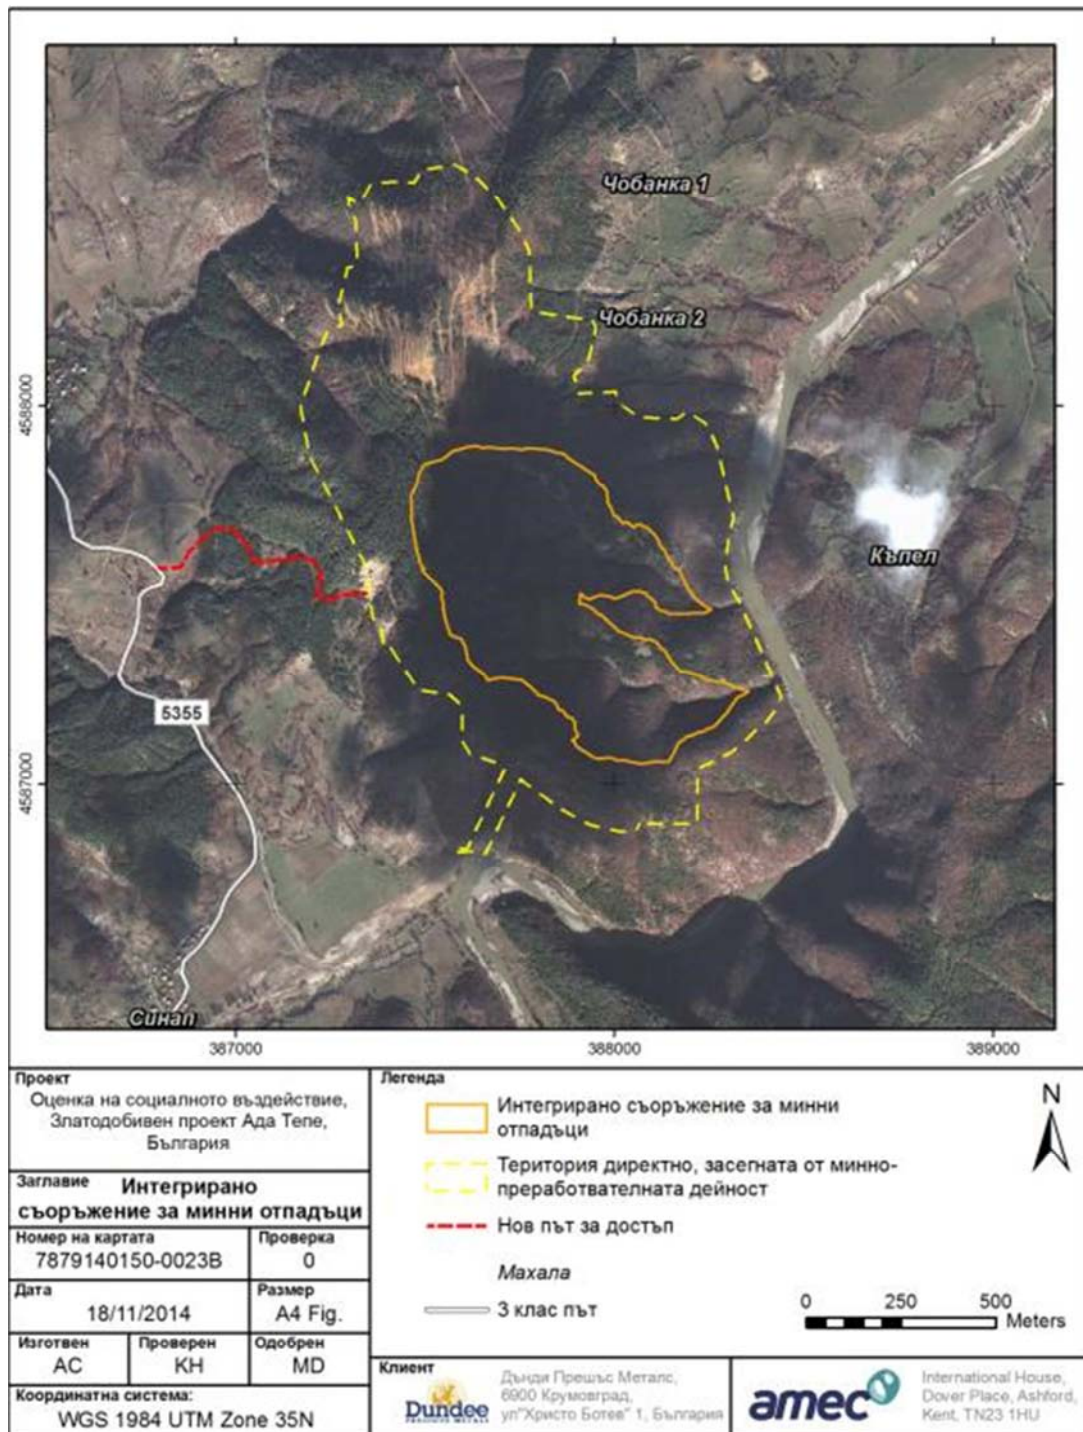 Чобанка 1
Чобанка 2
Къпел
5355
Синап
4588000
4587000
387000
388000
389000
Проект
Оценка на социалното въздействие,
Златодобивен проект Ада Тепе,
България
Заглавие
Интегрирано
съоръжение за минни отпадъци
Номер на картата
7879140150-0023B
Проверка
0
Дата
18/11/2014
Размер
A4 Fig.
Изготвен
AC
Проверен
KH
Одобрен
MD
Координатна система:
WGS 1984 UTM Zone 35N
Легенда
Интегрирано съоръжение за минни
отпадъци
Територия директно, засегната от минно-
преработвателната дейност
Нов път за достъп
Махала
3 клас път
N
0 250 500
Meters
Клиент
Dundee
PRECIOUS METALS
Дънди Прешъс Металс,
6900 Крумовград,
ул"Христо Ботев" 1, България
amec
International House,
Dover Place, Ashford,
Kent, TN23 1HU